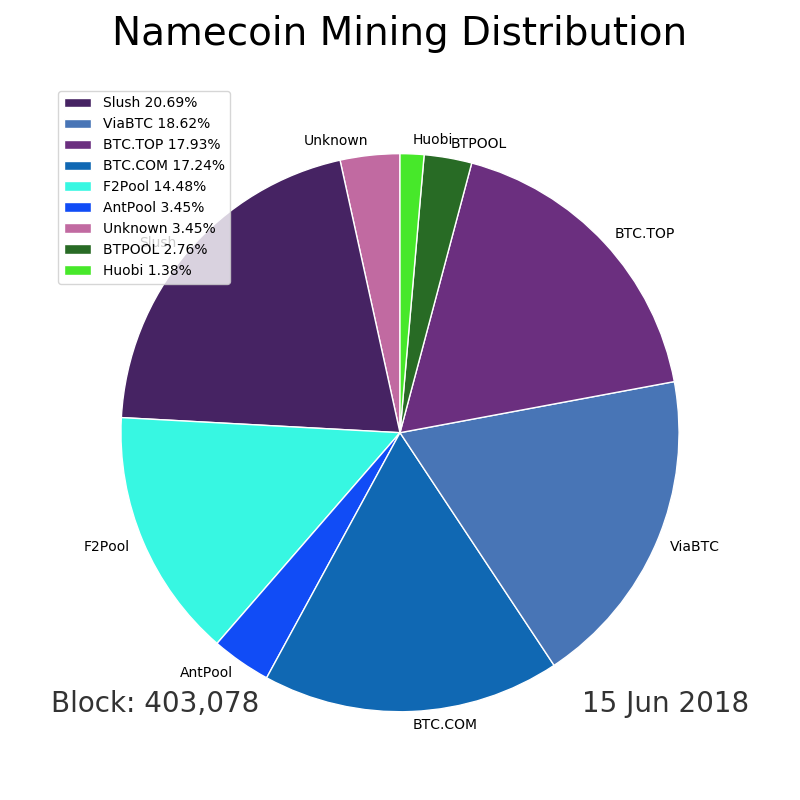 Namecoin Mining Distribution
Slush 20.69%
ViaBTC 18.62%
BTC.TOP 17.93%
BTC.COM 17.24%
F2Pool 14.48%
AntPool 3.45%
Unknown 3.45%
BTPOOL 2.76%
Huobi 1.38%
Unknown
Huobi
BTPOOL
BTC.TOP
Slush
F2Pool
ViaBTC
AntPool
BTC.COM
Block: 403,078
15 Jun 2018